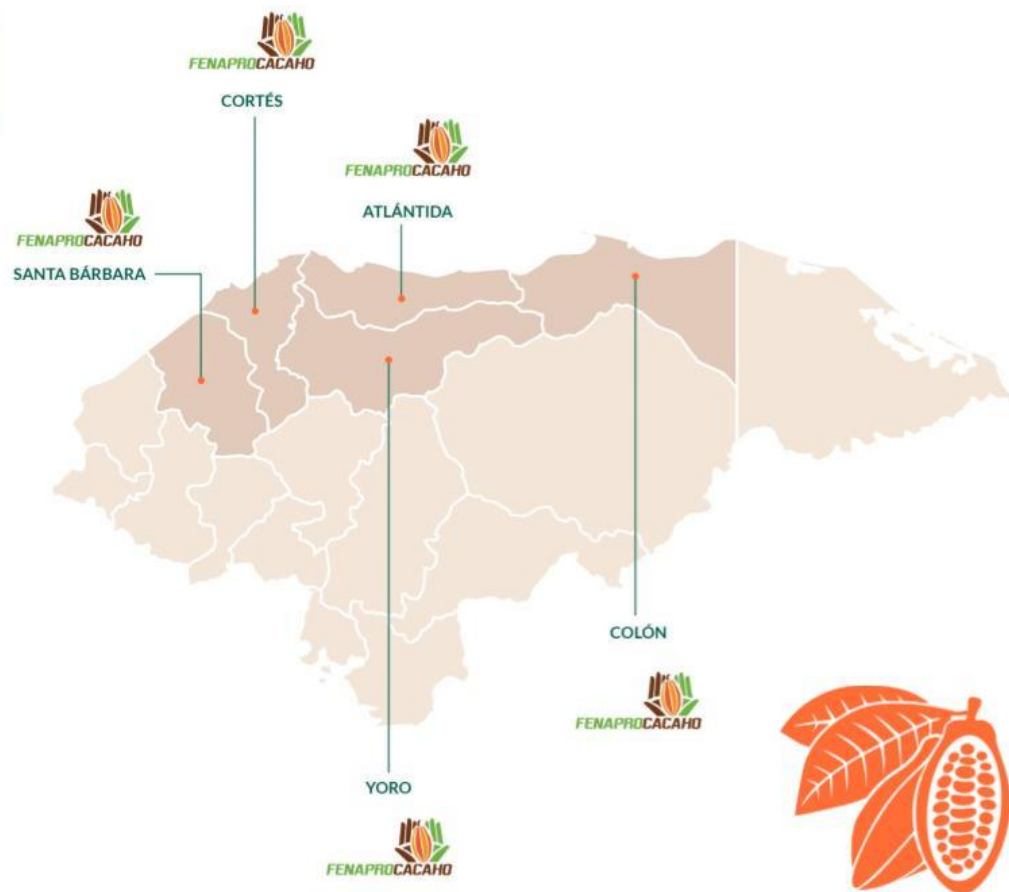 FENAPROCACAHO
CORTÉS
FENAPROCACAHO
ATLÁNTIDA
FENAPROCACAHO
SANTA BÁRBARA
COLÓN
FENAPROCACAHO
YORO
FENAPROCACAHO